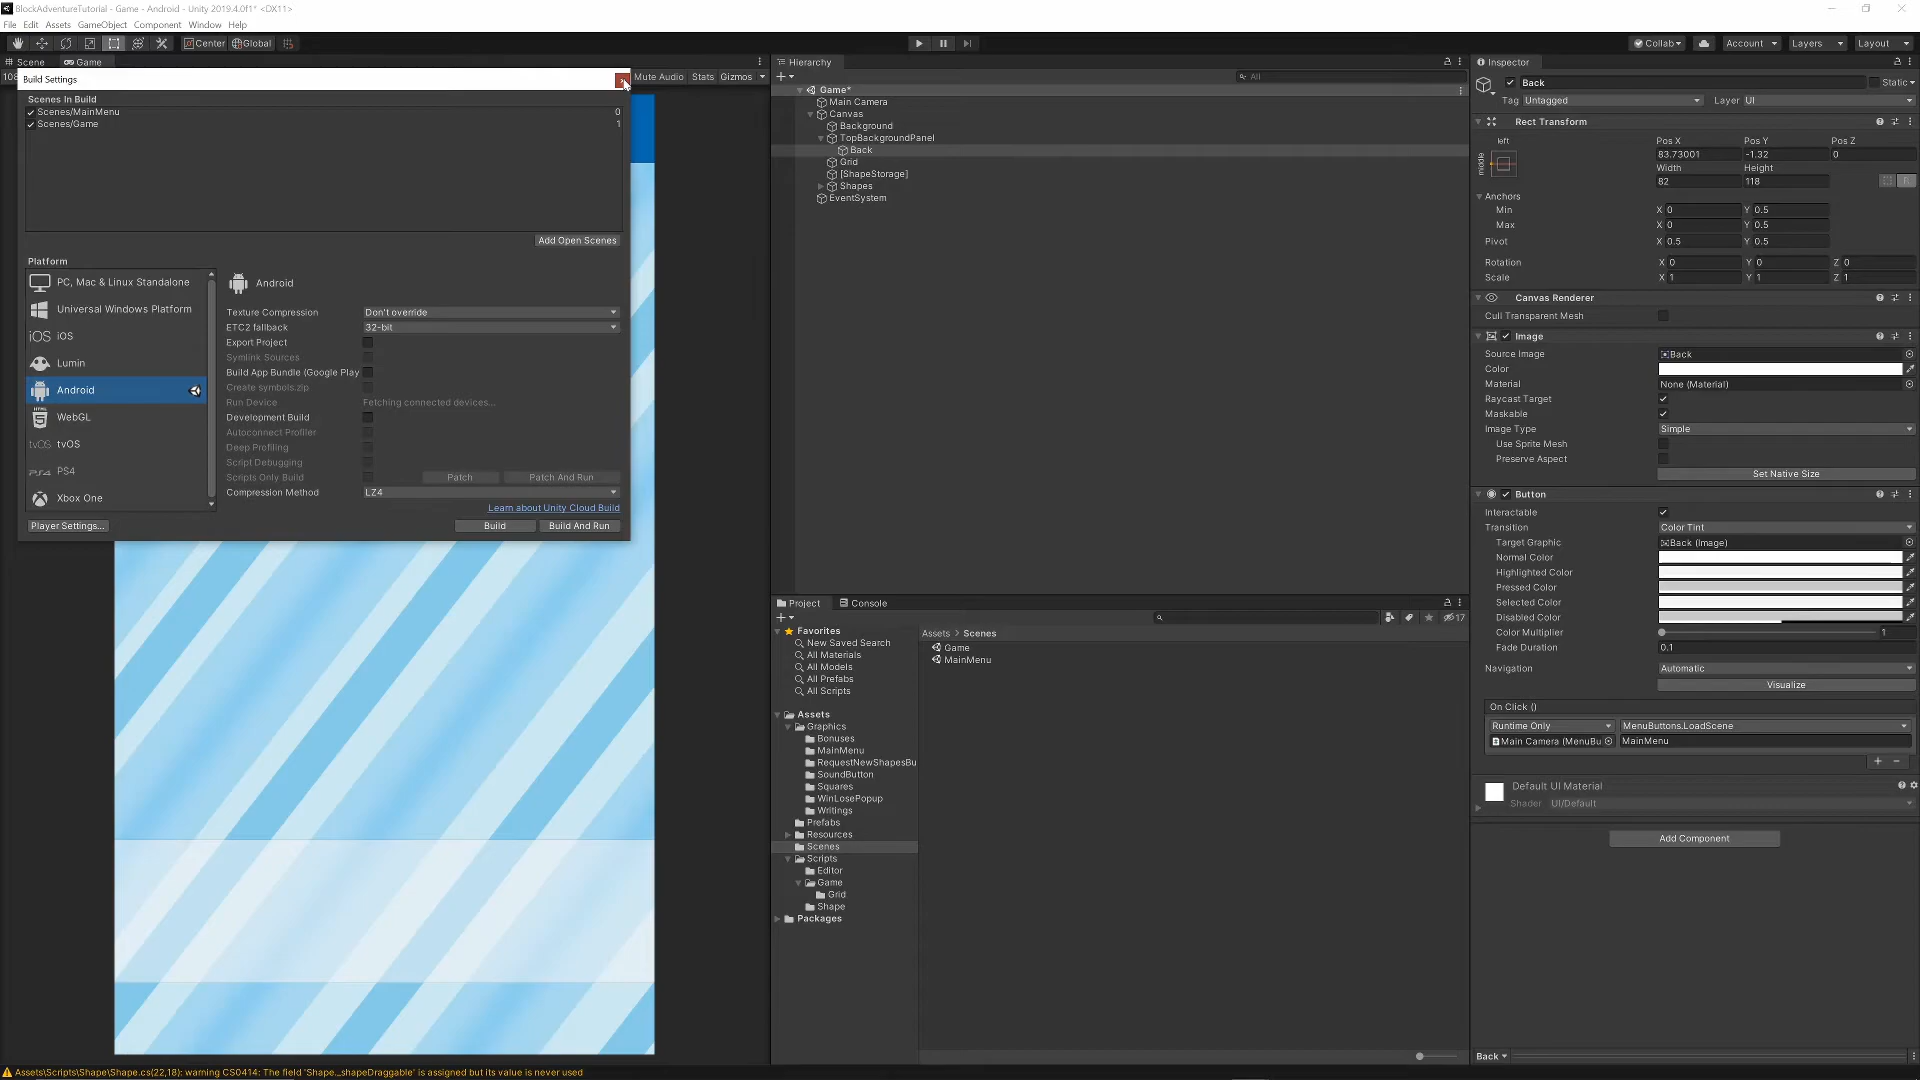 BlockAdventureTutorial - Game - Android - Unity 2019.4.0f1* <DX11>
File Edit Assets GameObject Component Window Help
Center Global Collab Account Layers Layout
Scene Game
Mute Audio Stats Gizmos
Build Settings
Scenes In Build
Scenes/MainMenu 0
Scenes/Game 1
Add Open Scenes
Platform
PC, Mac & Linux Standalone
Universal Windows Platform
iOS iOS
Lumin
Android
HTML 5 WebGL
tvOS tvOS
PS4
Xbox One
Android
Texture Compression Don't override
ETC2 fallback 32-bit
Export Project
Symlink Sources
Build App Bundle (Google Play
Create symbols.zip
Run Device Fetching connected devices...
Development Build
Autoconnect Profiler
Deep Profiling
Script Debugging
Scripts Only Build Patch Patch And Run
Compression Method LZ4
Learn about Unity Cloud Build
Player Settings... Build Build And Run
Hierarchy
All
Game*
Main Camera
Canvas
Background
TopBackgroundPanel
Back
Grid
[ShapeStorage]
Shapes
EventSystem
Project Console
17
Favorites
New Saved Search
All Materials
All Models
All Prefabs
All Scripts
Assets
Graphics
Bonuses
MainMenu
RequestNewShapesBu
SoundButton
Squares
WinLosePopup
Writings
Prefabs
Resources
Scenes
Scripts
Editor
Game
Grid
Shape
Packages
Assets > Scenes
Game
MainMenu
Inspector
Back Static
Tag Untagged Layer UI
Rect Transform
left
middle
Pos X Pos Y Pos Z
83.73001 -1.32 0
Width Height
82 118
Anchors
Min X 0 Y 0.5
Max X 0 Y 0.5
Pivot X 0.5 Y 0.5
Rotation X 0 Y 0 Z 0
Scale X 1 Y 1 Z 1
Canvas Renderer
Cull Transparent Mesh
Image
Source Image Back
Color
Material None (Material)
Raycast Target
Maskable
Image Type Simple
Use Sprite Mesh
Preserve Aspect
Set Native Size
Button
Interactable
Transition Color Tint
Target Graphic Back (Image)
Normal Color
Highlighted Color
Pressed Color
Selected Color
Disabled Color
Color Multiplier 1
Fade Duration 0.1
Navigation Automatic
Visualize
On Click ()
Runtime Only MenuButtons.LoadScene
Main Camera (MenuBu MainMenu
Default UI Material
Shader UI/Default
Add Component
Back
Assets\Scripts\Shape\Shape.cs(22,18): warning CS0414: The field 'Shape._shapeDraggable' is assigned but its value is never used